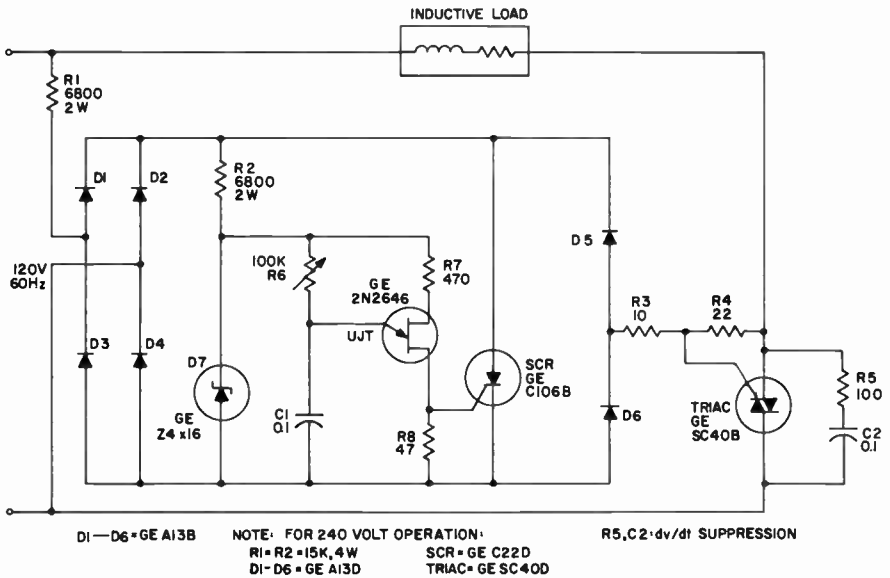 INDUCTIVE LOAD
R1
6800
2W
D1
D2
R2
6800
2W
D5
120V
60Hz
100K
R6
GE
2N2646
R7
470
UJT
R3
10
R4
22
D3
D4
D7
GE
Z4x16
C1
0.1
R8
47
SCR
GE
C106B
D6
TRIAC
GE
SC40B
R5
100
C2
0.1
D1—D6=GE A13B
NOTE: FOR 240 VOLT OPERATION:
R1=R2=15K,4W
SCR=GE C22D
D1-D6=GE A13D
TRIAC=GE SC40D
R5,C2:dv/dt SUPPRESSION